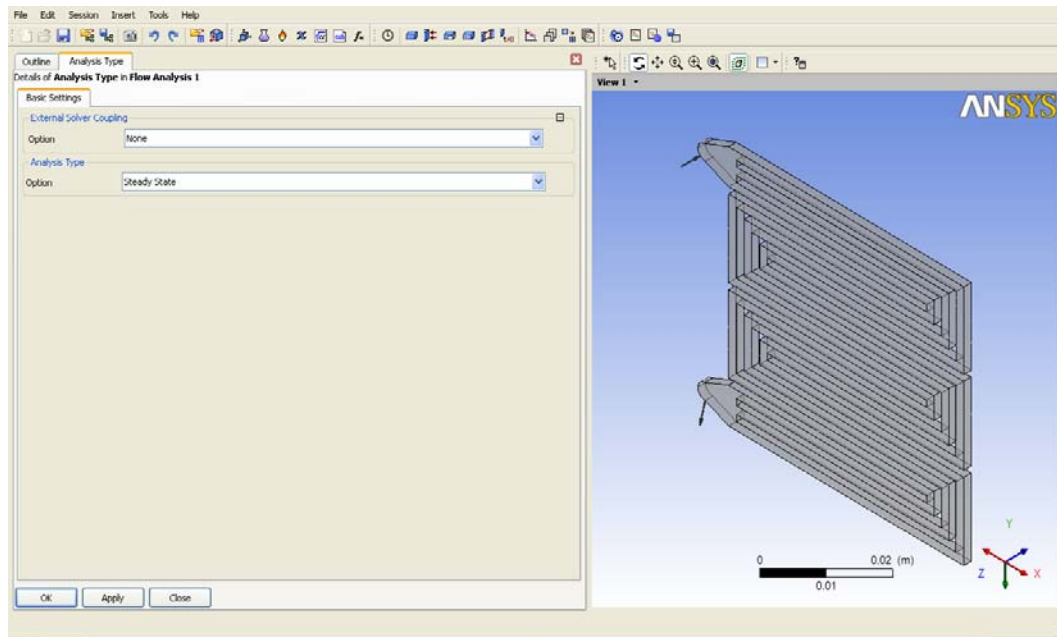 File Edit Session Insert Tools Help
Outline Analysis Type
Details of Analysis Type in Flow Analysis 1
Basic Settings
External Solver Coupling
Option None
Analysis Type
Option Steady State
OK Apply Close
View 1
ANSYS
0 0.02 (m)
0.01
Y
Z X